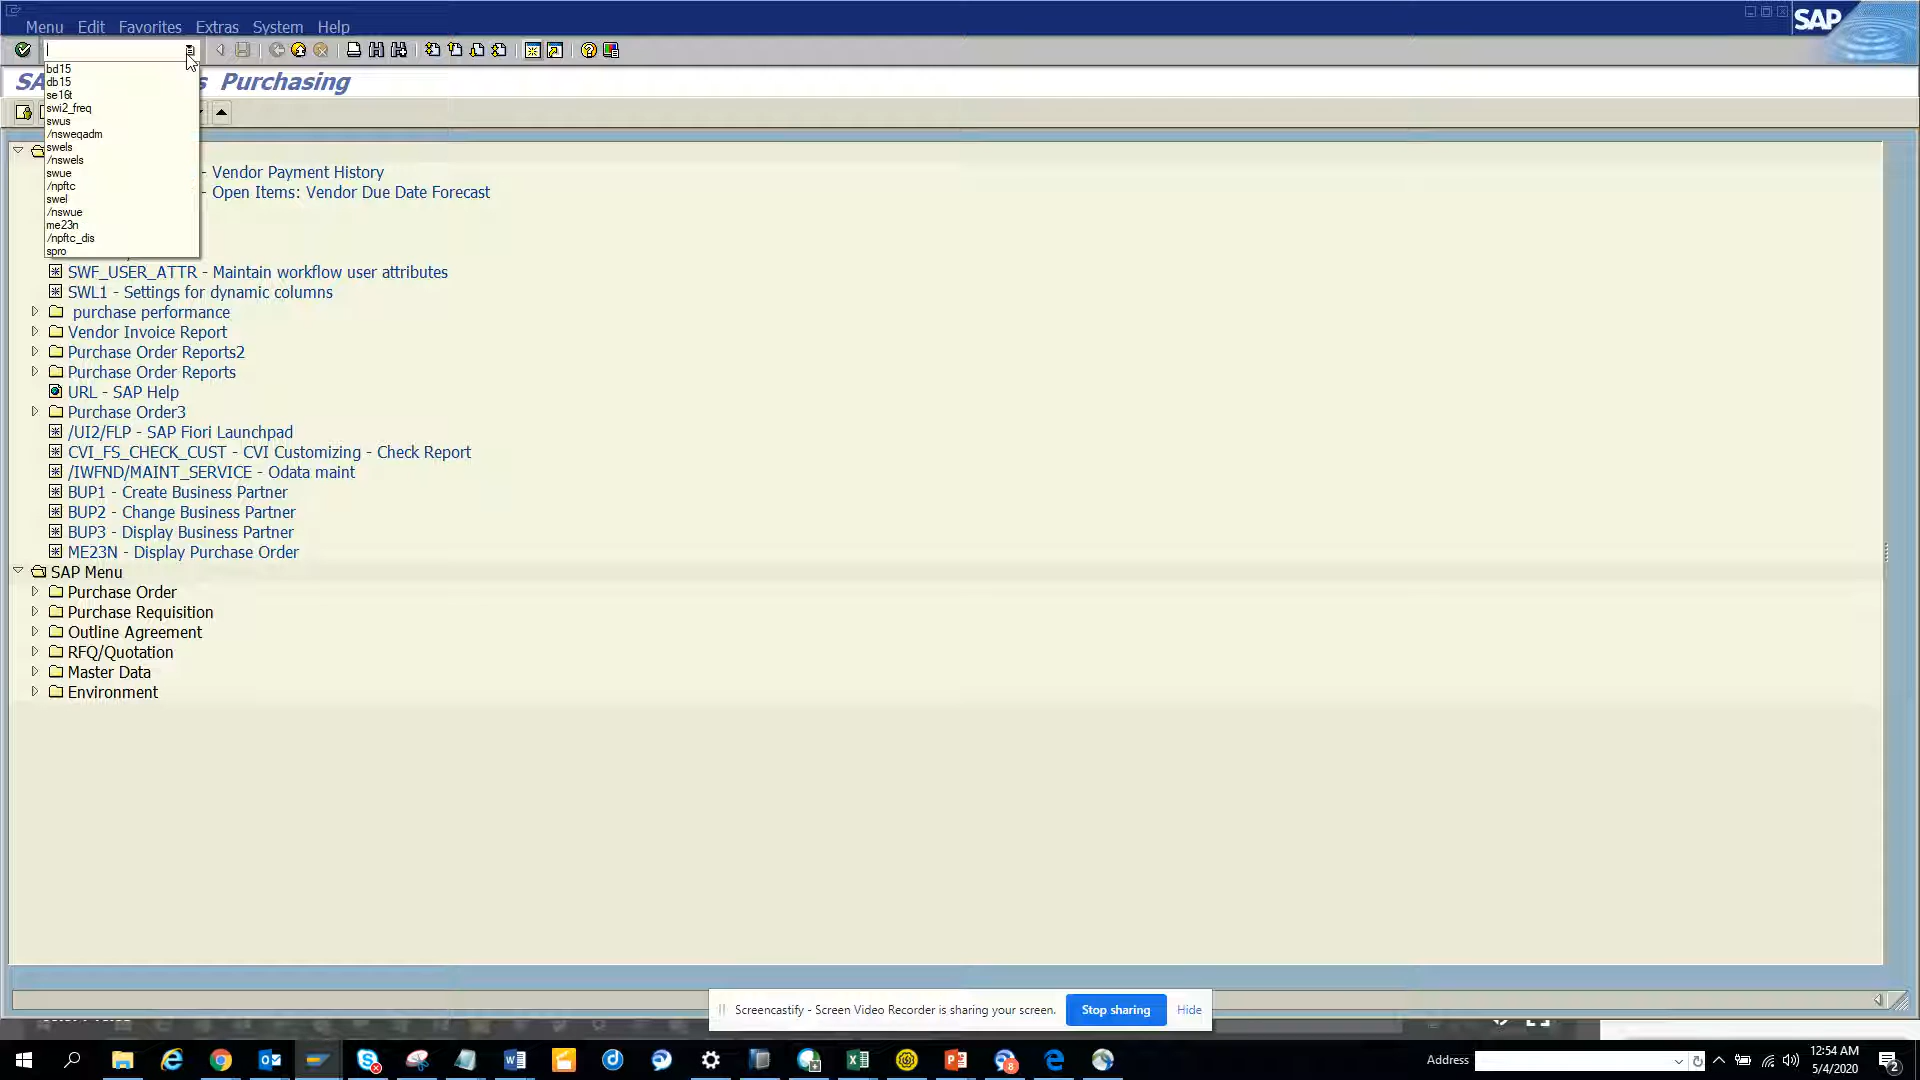 Menu Edit Favorites Extras System Help
SAP
bd15
db15
se16t
swi2_freq
swus
/nsweqadm
swels
/nswels
swue
/npftc
swel
/nswue
me23n
/npftc_dis
spro
SA s Purchasing
- Vendor Payment History
- Open Items: Vendor Due Date Forecast
SWF_USER_ATTR - Maintain workflow user attributes
SWL1 - Settings for dynamic columns
purchase performance
Vendor Invoice Report
Purchase Order Reports2
Purchase Order Reports
URL - SAP Help
Purchase Order3
/UI2/FLP - SAP Fiori Launchpad
CVI_FS_CHECK_CUST - CVI Customizing - Check Report
/IWFND/MAINT_SERVICE - Odata maint
BUP1 - Create Business Partner
BUP2 - Change Business Partner
BUP3 - Display Business Partner
ME23N - Display Purchase Order
SAP Menu
Purchase Order
Purchase Requisition
Outline Agreement
RFQ/Quotation
Master Data
Environment
Screencastify - Screen Video Recorder is sharing your screen. Stop sharing Hide
Address
12:54 AM
5/4/2020
2
8